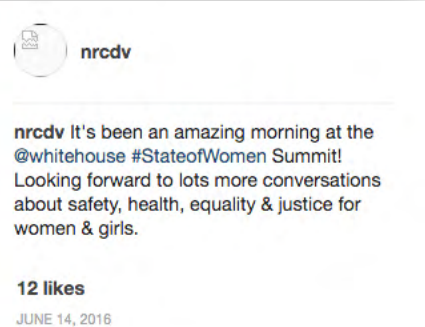 nrcdv
nrcdv It's been an amazing morning at the
@whitehouse #StateofWomen Summit!
Looking forward to lots more conversations
about safety, health, equality & justice for
women & girls.
12 likes
JUNE 14, 2016